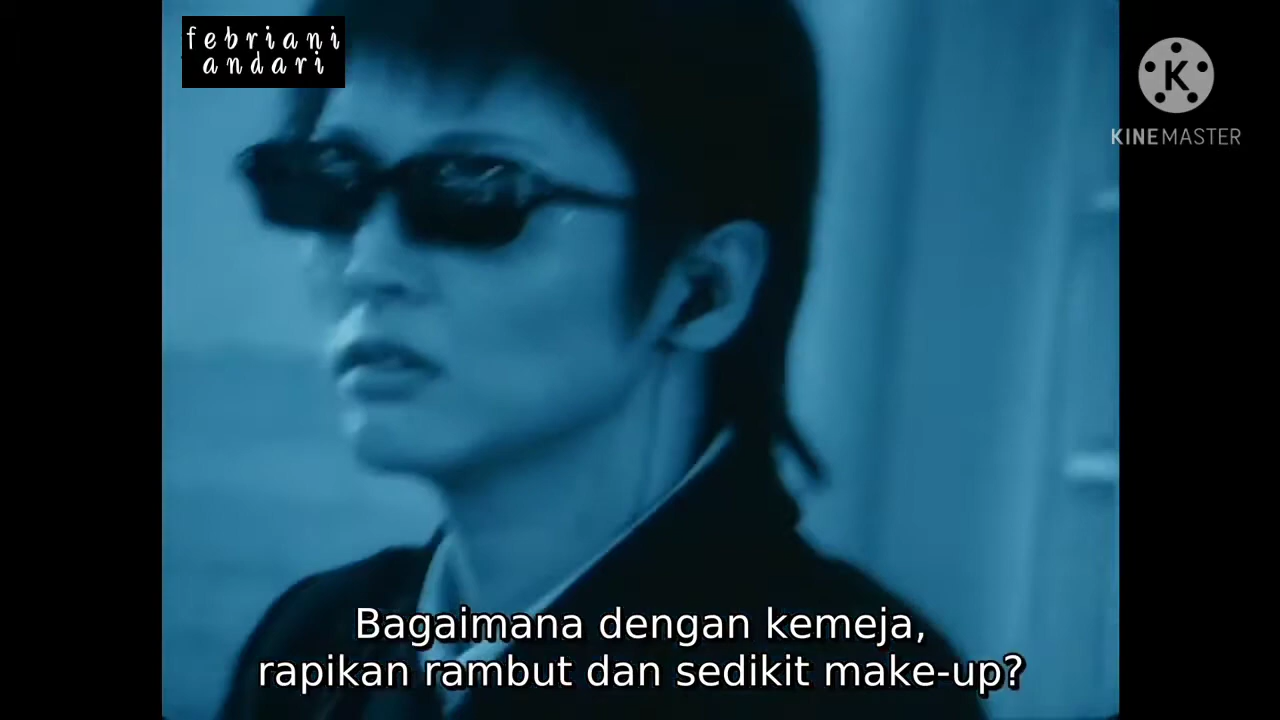 febriani
andari
K
KINEMASTER
Bagaimana dengan kemeja,
rapikan rambut dan sedikit make-up?